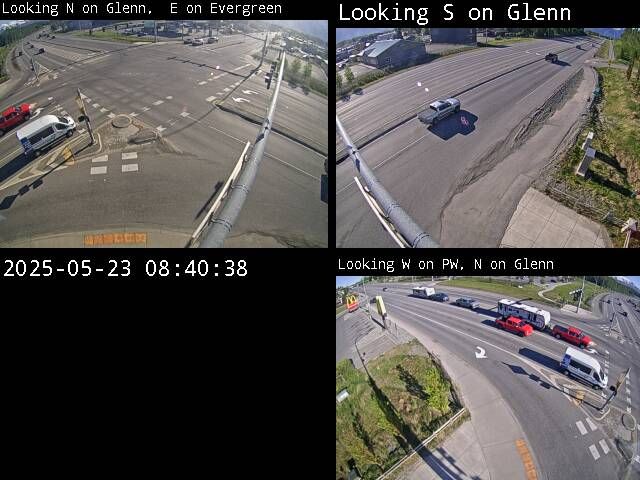 Looking N on Glenn,  E on Evergreen
Looking S on Glenn
2025-05-23 08:40:38
Looking W on PW, N on Glenn